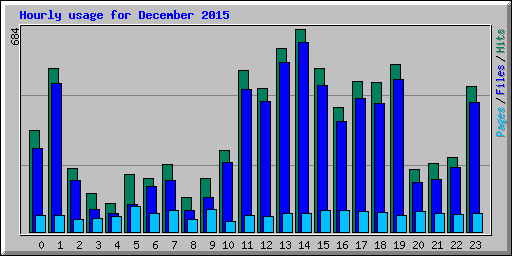 Hourly usage for December 2015
684
Pages/Files/Hits
0 1 2 3 4 5 6 7 8 9 10 11 12 13 14 15 16 17 18 19 20 21 22 23